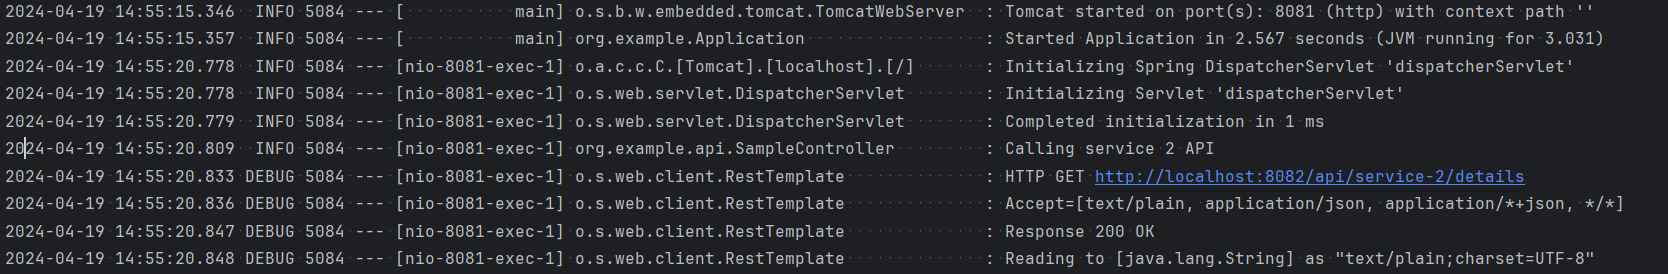 2024-04-19 14:55:15.346  INFO 5084 --- [           main] o.s.b.w.embedded.tomcat.TomcatWebServer  : Tomcat started on port(s): 8081 (http) with context path ''
2024-04-19 14:55:15.357  INFO 5084 --- [           main] org.example.Application                  : Started Application in 2.567 seconds (JVM running for 3.031)
2024-04-19 14:55:20.778  INFO 5084 --- [nio-8081-exec-1] o.a.c.c.C.[Tomcat].[localhost].[/]       : Initializing Spring DispatcherServlet 'dispatcherServlet'
2024-04-19 14:55:20.778  INFO 5084 --- [nio-8081-exec-1] o.s.web.servlet.DispatcherServlet        : Initializing Servlet 'dispatcherServlet'
2024-04-19 14:55:20.779  INFO 5084 --- [nio-8081-exec-1] o.s.web.servlet.DispatcherServlet        : Completed initialization in 1 ms
2024-04-19 14:55:20.809  INFO 5084 --- [nio-8081-exec-1] org.example.api.SampleController         : Calling service 2 API
2024-04-19 14:55:20.833 DEBUG 5084 --- [nio-8081-exec-1] o.s.web.client.RestTemplate              : HTTP GET http://localhost:8082/api/service-2/details
2024-04-19 14:55:20.836 DEBUG 5084 --- [nio-8081-exec-1] o.s.web.client.RestTemplate              : Accept=[text/plain, application/json, application/*+json, */*]
2024-04-19 14:55:20.847 DEBUG 5084 --- [nio-8081-exec-1] o.s.web.client.RestTemplate              : Response 200 OK
2024-04-19 14:55:20.848 DEBUG 5084 --- [nio-8081-exec-1] o.s.web.client.RestTemplate              : Reading to [java.lang.String] as "text/plain;charset=UTF-8"